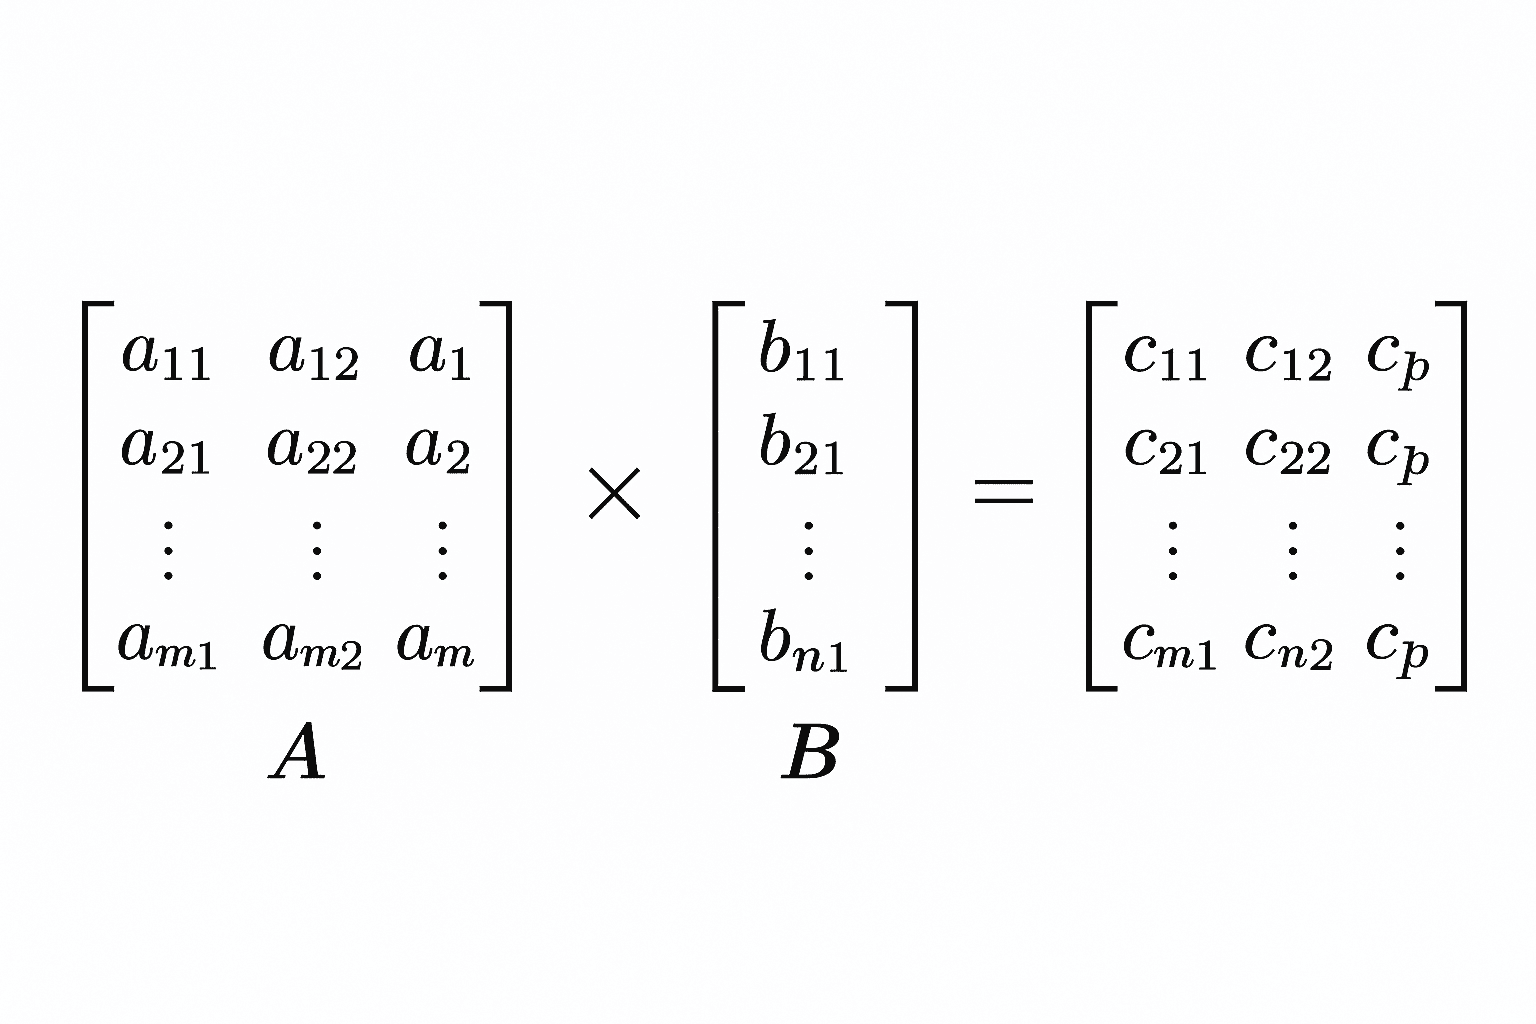 a11 a12 a1 b11 c11 c12 cp
a21 a22 a2 b21 c21 c22 cp
× =
⋮ ⋮ ⋮ ⋮ ⋮ ⋮ ⋮
am1 am2 am bn1 cm1 cn2 cp
A B